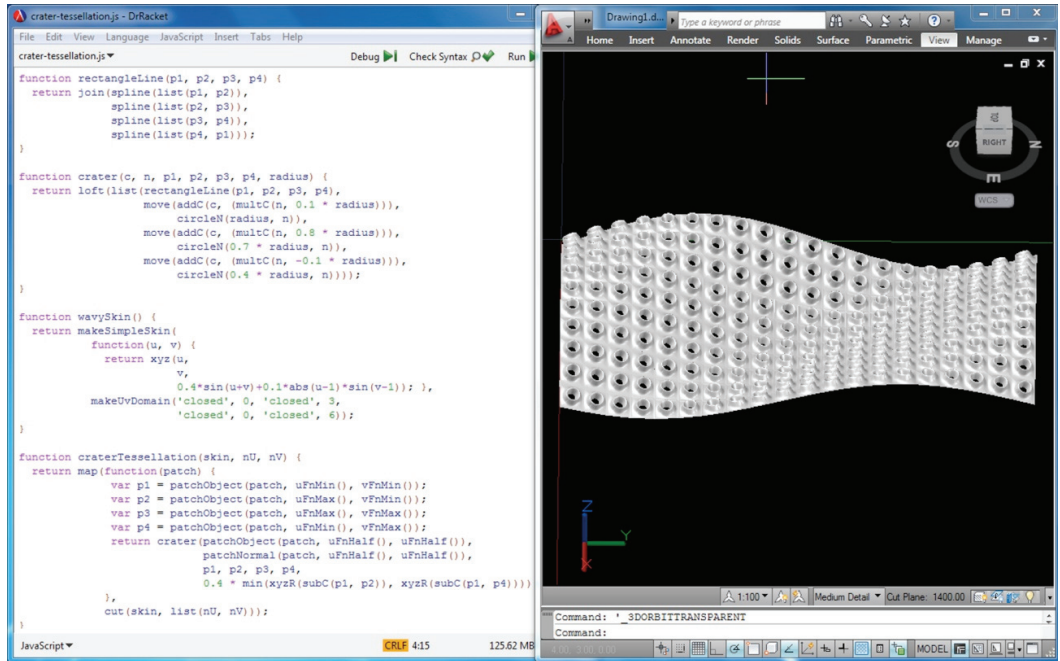 crater-tessellation.js - DrRacket
File Edit View Language JavaScript Insert Tabs Help
crater-tessellation.js Debug Check Syntax Run
function rectangleLine(p1, p2, p3, p4) {
  return join(spline(list(p1, p2)),
              spline(list(p2, p3)),
              spline(list(p3, p4)),
              spline(list(p4, p1)));
}
function crater(c, n, p1, p2, p3, p4, radius) {
  return loft(list(rectangleLine(p1, p2, p3, p4),
                   move(addC(c, (multC(n, 0.1 * radius))),
                        circleN(radius, n)),
                   move(addC(c, (multC(n, 0.8 * radius))),
                        circleN(0.7 * radius, n)),
                   move(addC(c, (multC(n, -0.1 * radius))),
                        circleN(0.4 * radius, n))));
}
function wavySkin() {
  return makeSimpleSkin(
           function(u, v) {
             return xyz(u,
                        v,
                        0.4*sin(u+v)+0.1*abs(u-1)*sin(v-1)); },
           makeUvDomain('closed', 0, 'closed', 3,
                        'closed', 0, 'closed', 6));
}
function craterTessellation(skin, nU, nV) {
  return map(function(patch) {
              var p1 = patchObject(patch, uFnMin(), vFnMin());
              var p2 = patchObject(patch, uFnMax(), vFnMin());
              var p3 = patchObject(patch, uFnMax(), vFnMax());
              var p4 = patchObject(patch, uFnMin(), vFnMax());
              return crater(patchObject(patch, uFnHalf(), uFnHalf()),
                            patchNormal(patch, uFnHalf(), uFnHalf()),
                            p1, p2, p3, p4,
                            0.4 * min(xyzR(subC(p1, p2)), xyzR(subC(p1, p4))))
             },
             cut(skin, list(nU, nV)));
}
JavaScript CRLF 4:15 125.62 MB
Drawing1.d... Type a keyword or phrase
Home Insert Annotate Render Solids Surface Parametric View Manage
RIGHT
S
N
E
WCS
Z
Y
X
1:100 Medium Detail Cut Plane: 1400.00
Command: '_3DORBITTRANSPARENT
Command:
MODEL